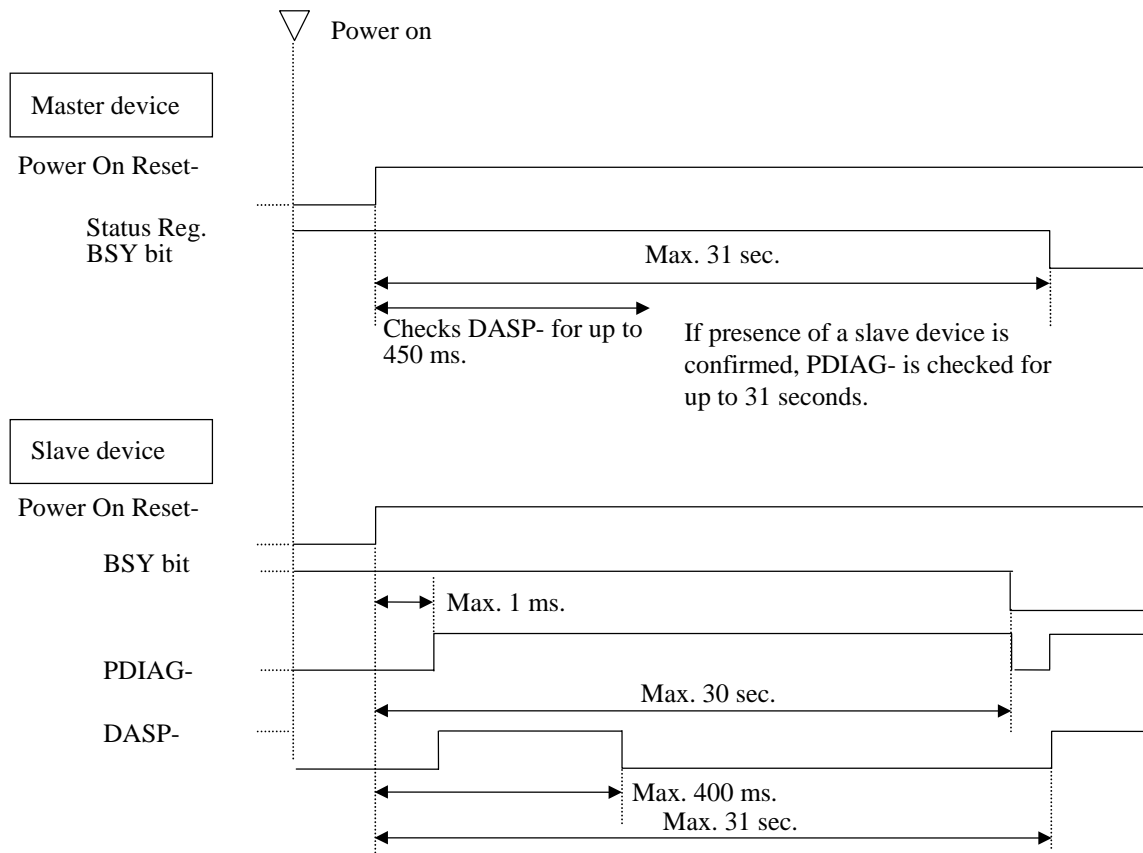 Power on
Master device
Power On Reset-
Status Reg.
BSY bit
Max. 31 sec.
Checks DASP- for up to
450 ms.
If presence of a slave device is
confirmed, PDIAG- is checked for
up to 31 seconds.
Slave device
Power On Reset-
BSY bit
Max. 1 ms.
PDIAG-
Max. 30 sec.
DASP-
Max. 400 ms.
Max. 31 sec.